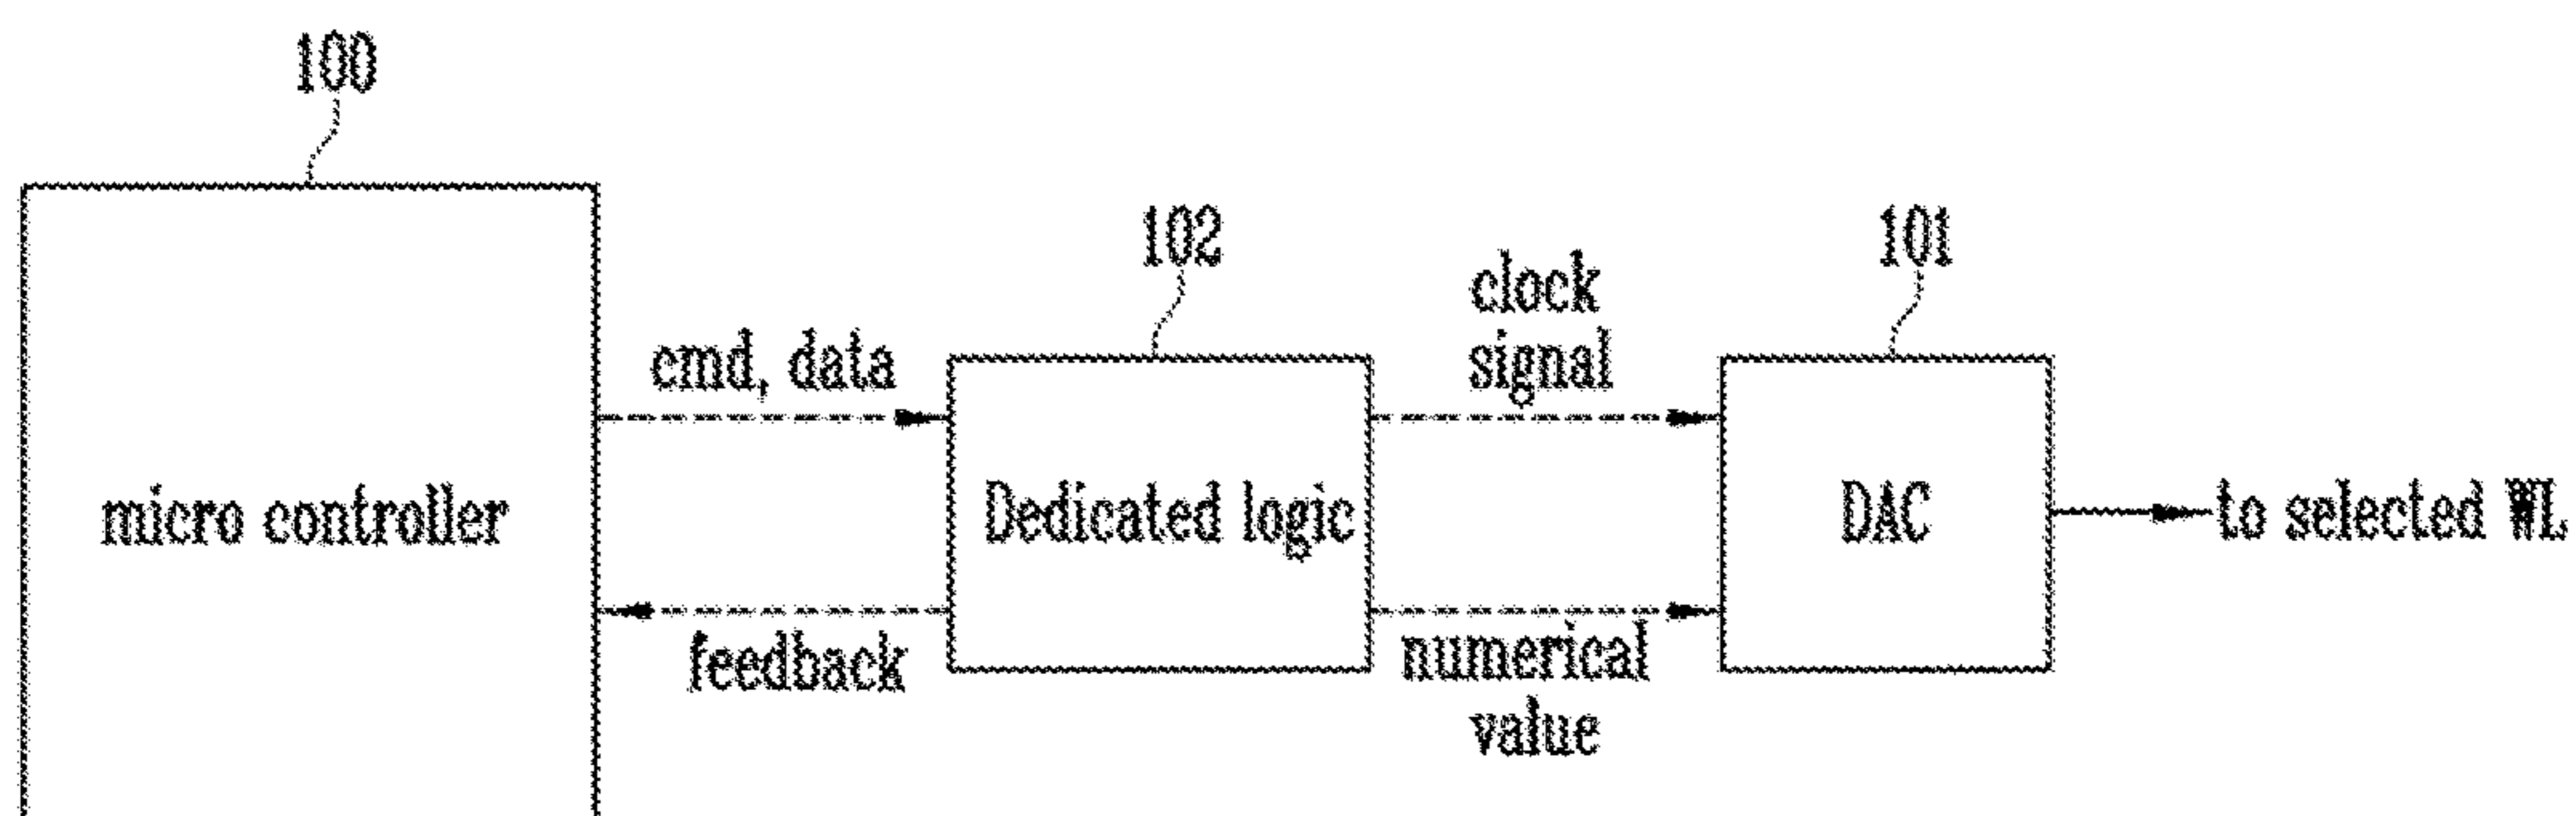 100
102
101
clock
signal
cmd, data
micro controller
Dedicated logic
DAC
to selected WL
feedback
numerical
value